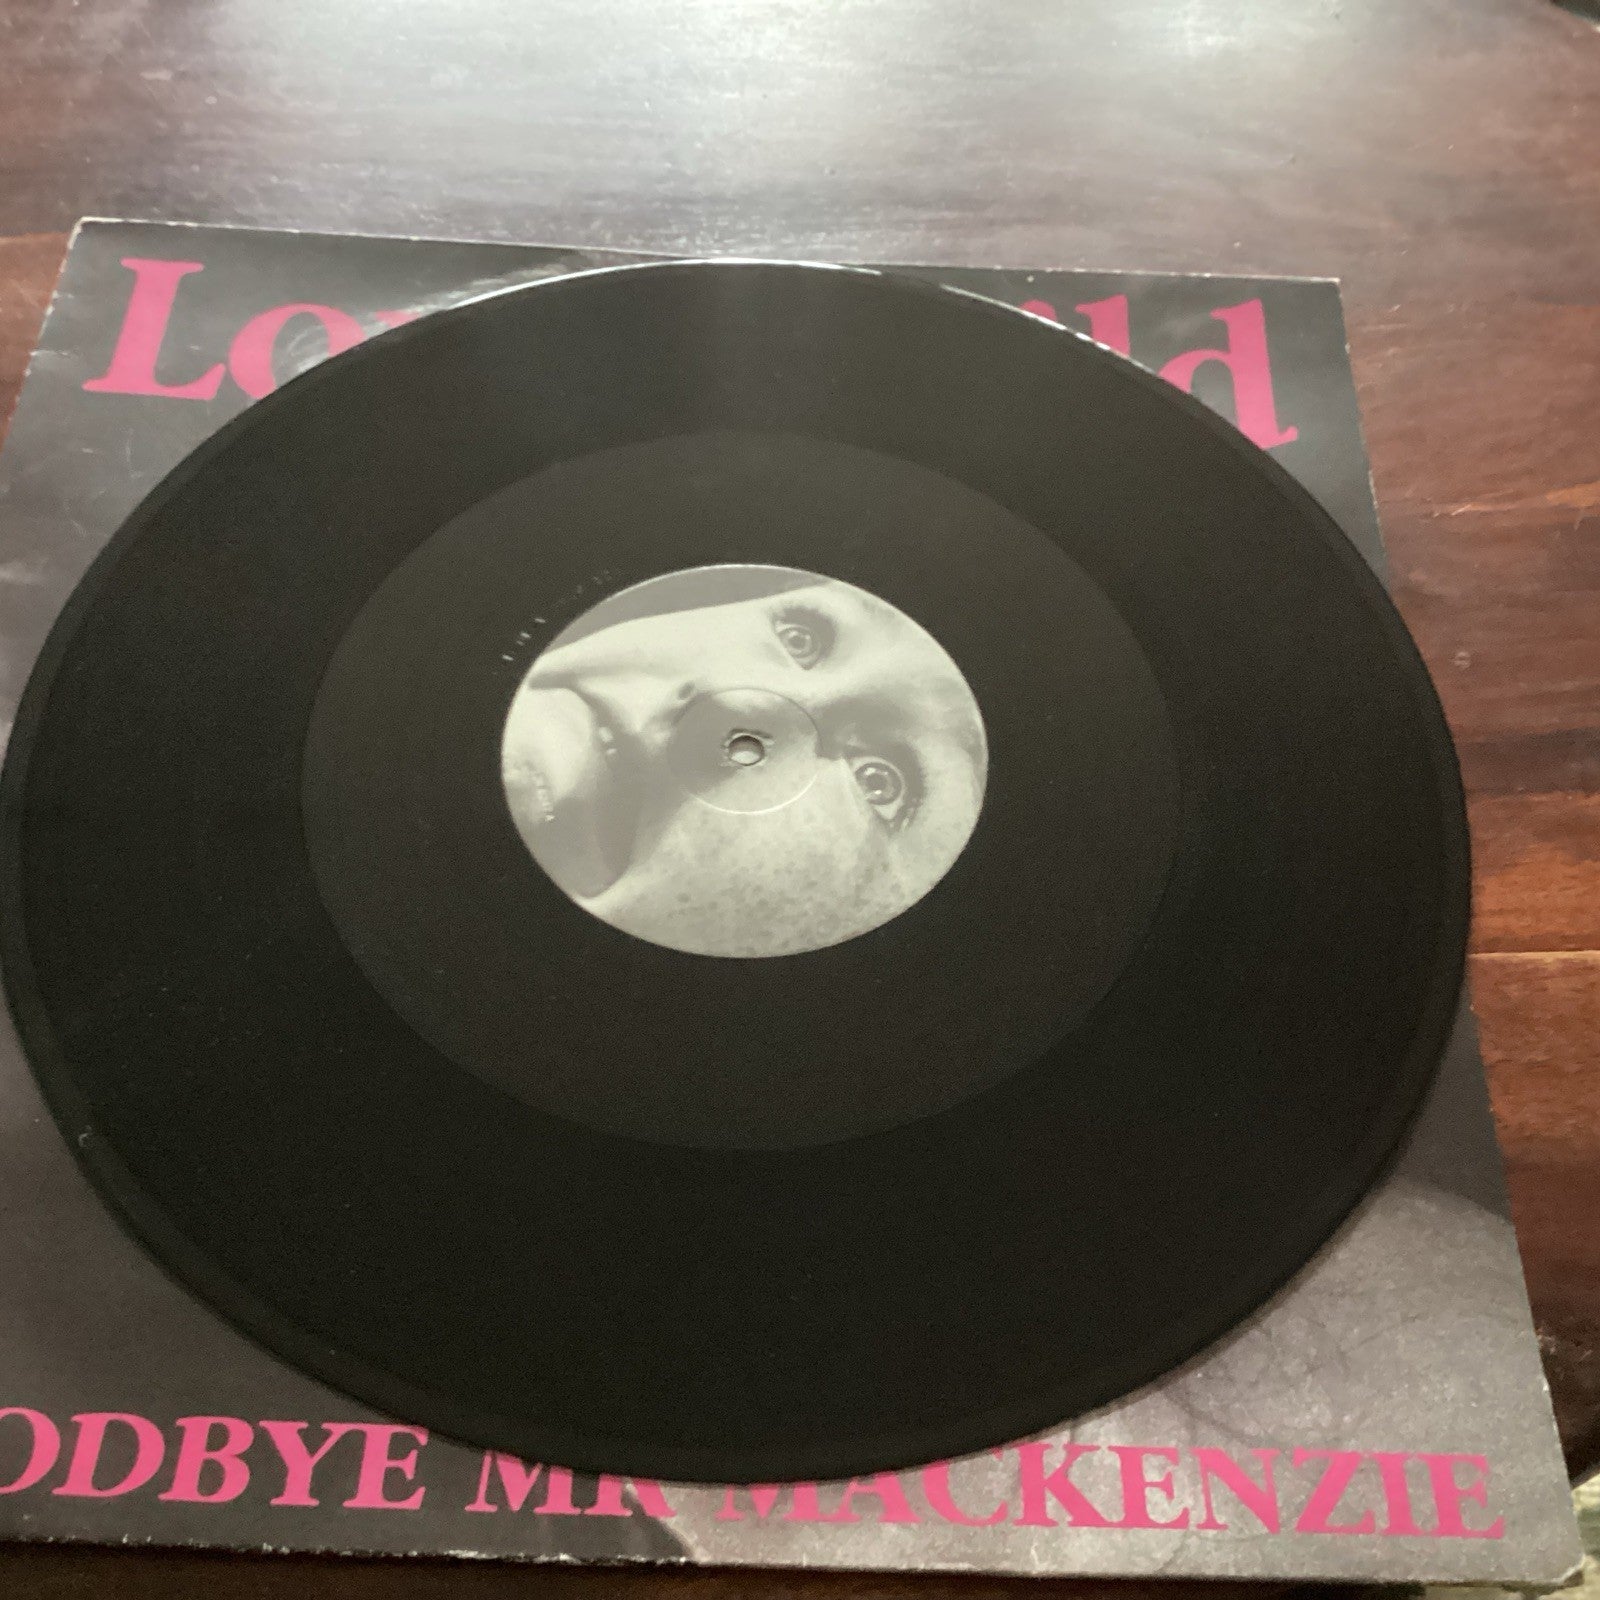 Lo ld
ODBYE MR MACKENZIE